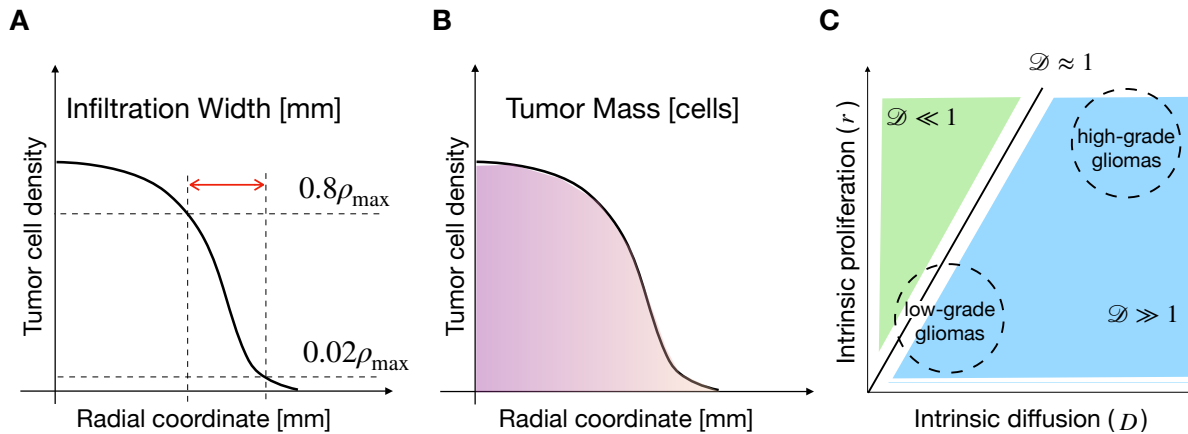 A
Infiltration Width [mm]
Tumor cell density
0.8ρmax
0.02ρmax
Radial coordinate [mm]
B
Tumor Mass [cells]
Tumor cell density
Radial coordinate [mm]
C
𝒟 ≈ 1
𝒟 ≪ 1
high-grade
gliomas
Intrinsic proliferation (r)
low-grade
gliomas
𝒟 ≫ 1
Intrinsic diffusion (D)